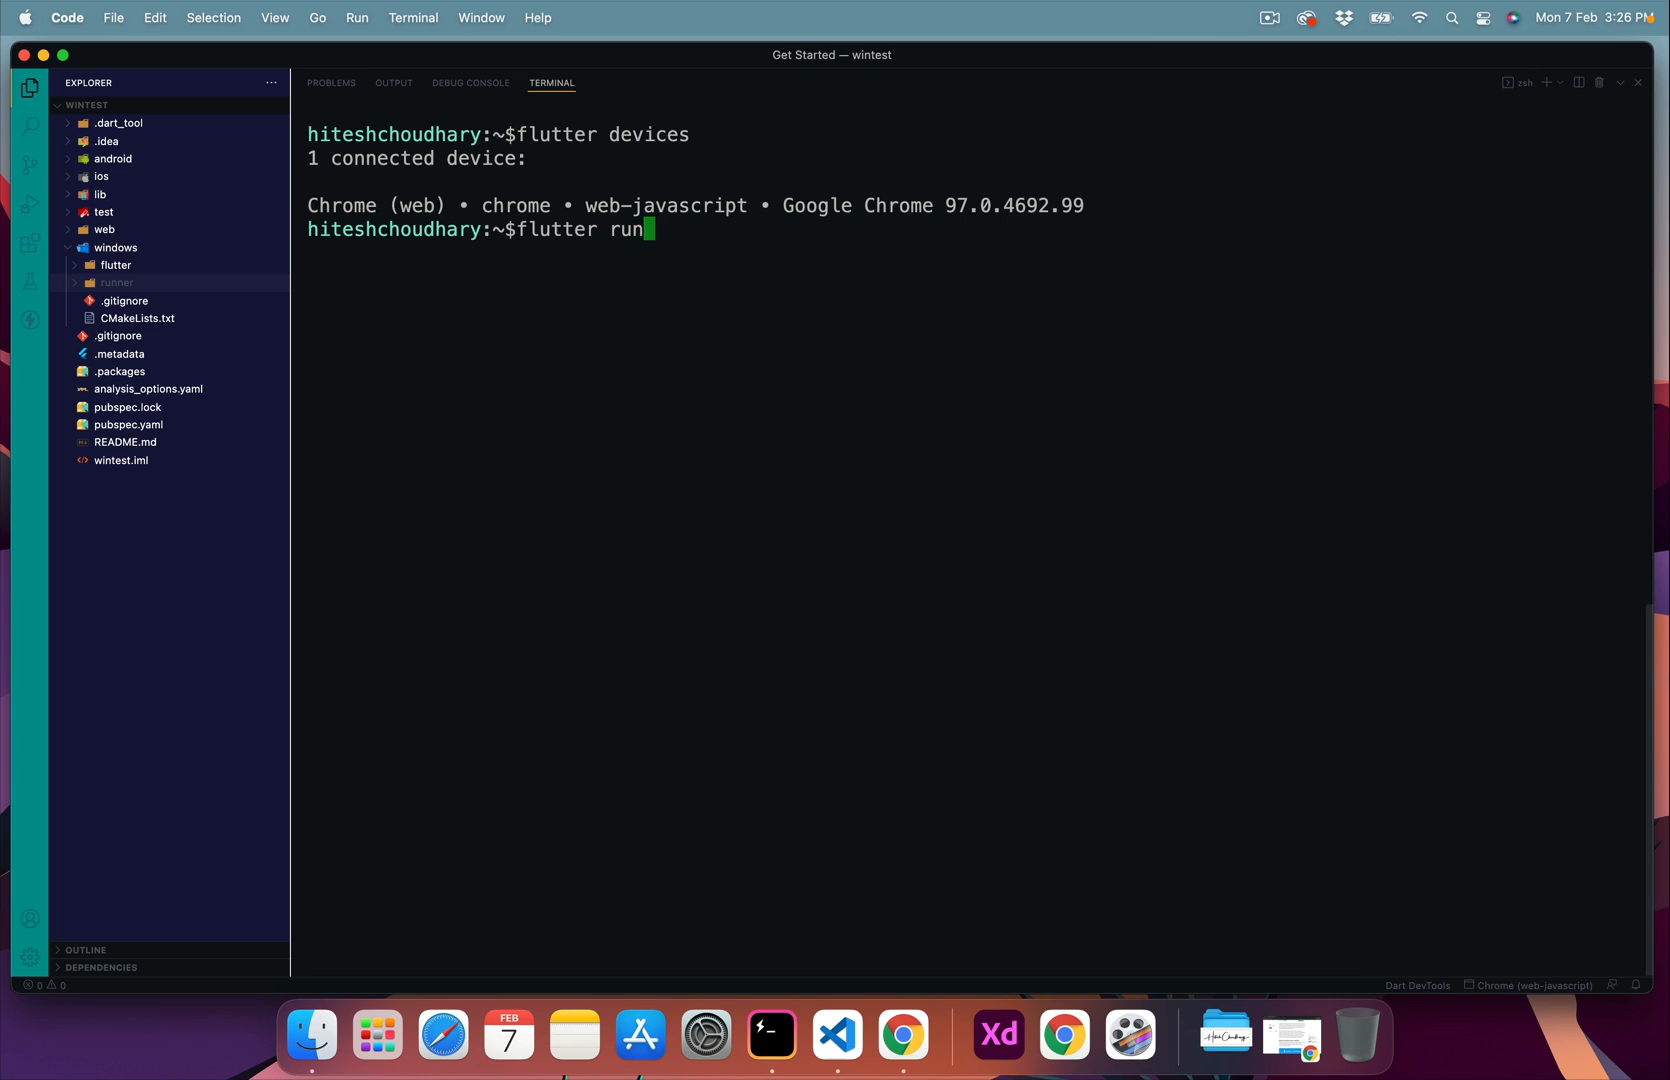 Code File Edit Selection View Go Run Terminal Window Help
Mon 7 Feb 3:26 PM
Get Started — wintest
EXPLORER
PROBLEMS OUTPUT DEBUG CONSOLE TERMINAL
zsh
WINTEST
.dart_tool
.idea
android
ios
lib
test
web
windows
flutter
runner
.gitignore
CMakeLists.txt
.gitignore
.metadata
.packages
analysis_options.yaml
pubspec.lock
pubspec.yaml
README.md
wintest.iml
OUTLINE
DEPENDENCIES
hiteshchoudhary:~$flutter devices
1 connected device:
Chrome (web) • chrome • web-javascript • Google Chrome 97.0.4692.99
hiteshchoudhary:~$flutter run
0 0
Dart DevTools Chrome (web-javascript)
FEB
7
Xd